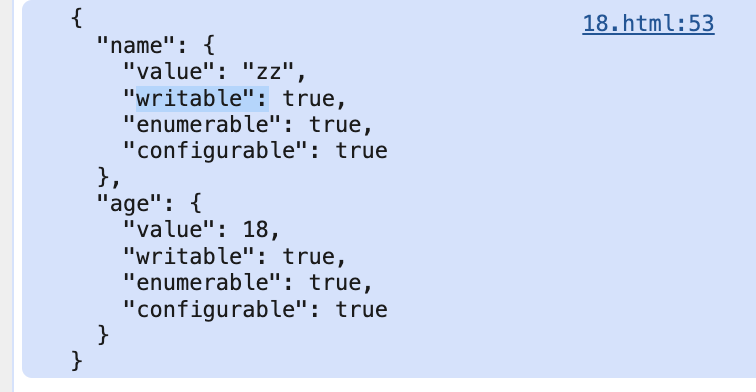 { 18.html:53
"name": {
"value": "zz",
"writable": true,
"enumerable": true,
"configurable": true
},
"age": {
"value": 18,
"writable": true,
"enumerable": true,
"configurable": true
}
}